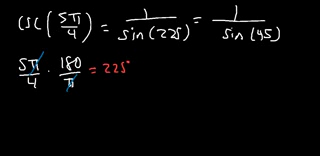 csc(5π/4) = 1/sin(225) = 1/sin(45)
5π/4 · 180/π = 225°